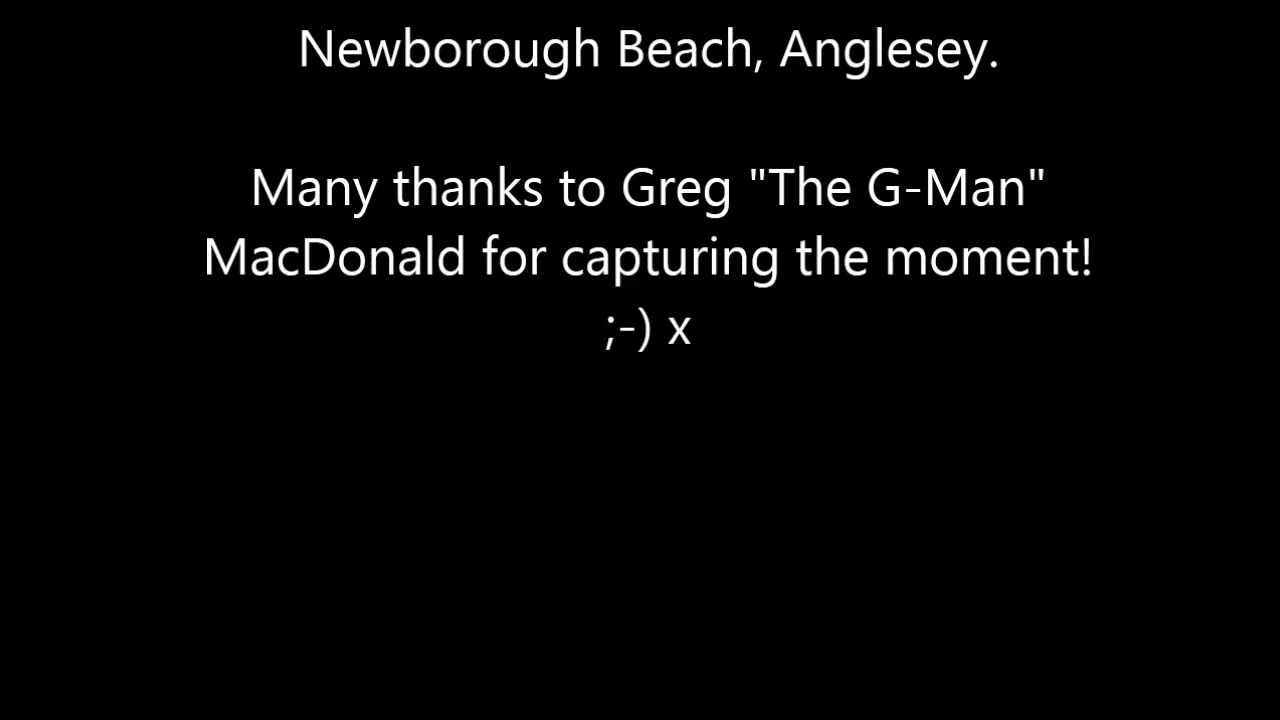 Newborough Beach, Anglesey.
Many thanks to Greg "The G-Man"
MacDonald for capturing the moment!
;-) x